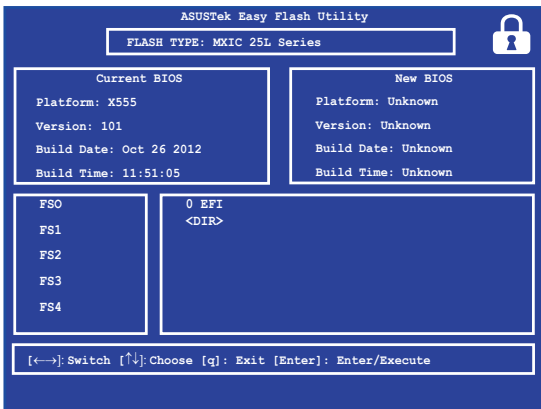 ASUSTek Easy Flash Utility
FLASH TYPE: MXIC 25L Series
Current BIOS
Platform: X555
Version: 101
Build Date: Oct 26 2012
Build Time: 11:51:05
New BIOS
Platform: Unknown
Version: Unknown
Build Date: Unknown
Build Time: Unknown
FSO
FS1
FS2
FS3
FS4
0 EFI
<DIR>
[←→]: Switch [↑↓]: Choose [q]: Exit [Enter]: Enter/Execute